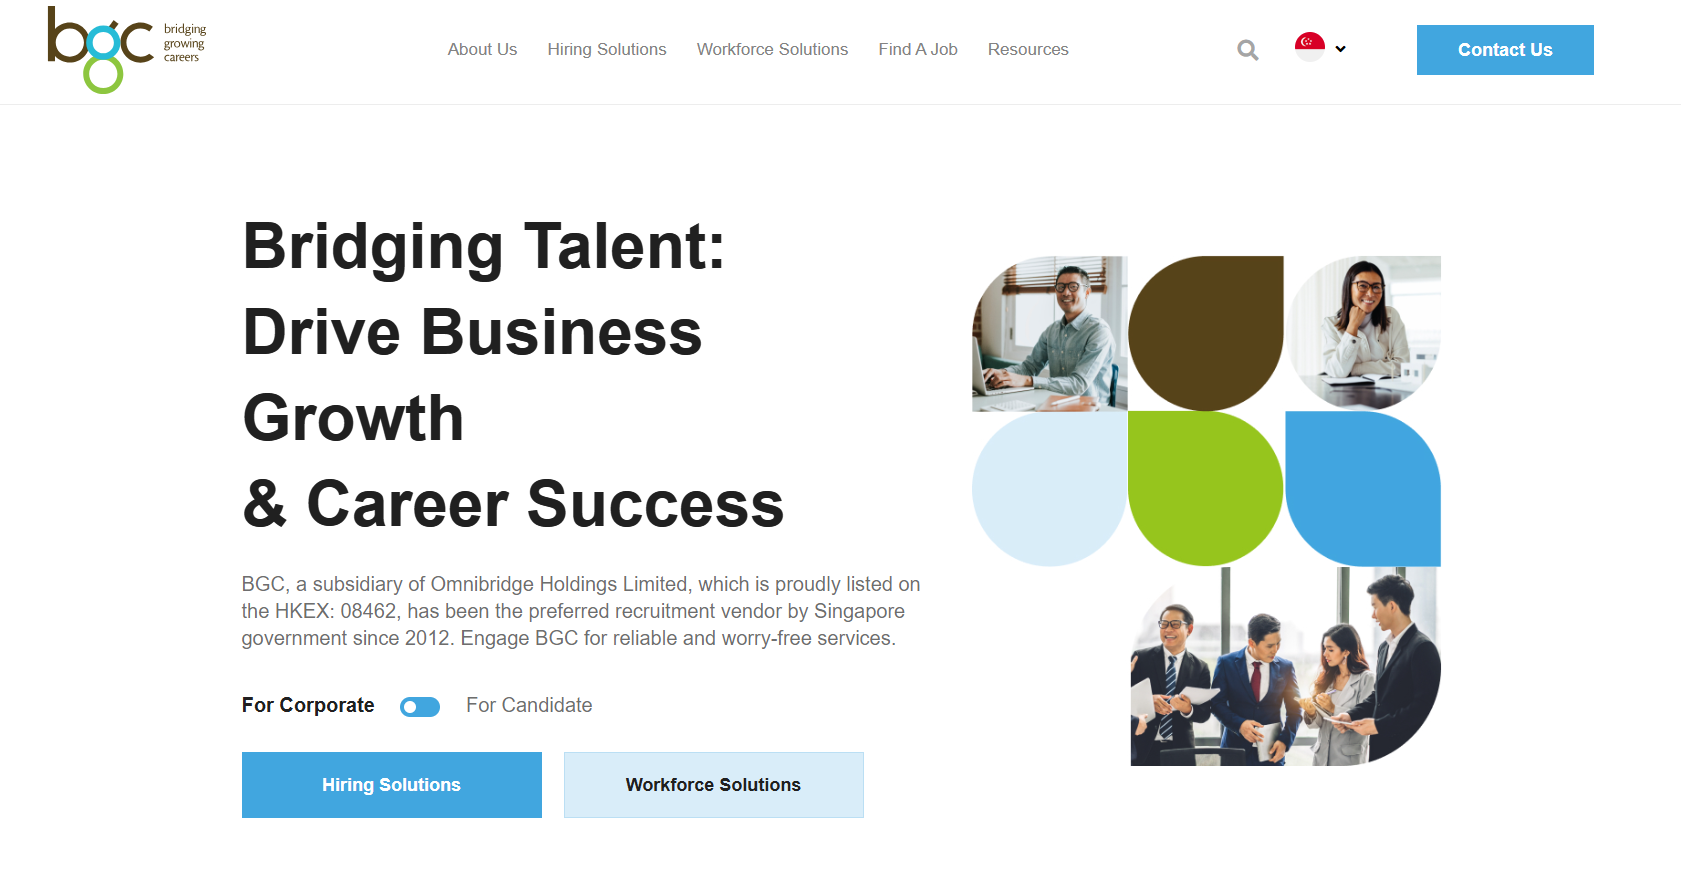 bgc
bridging
growing
careers
About Us
Hiring Solutions
Workforce Solutions
Find A Job
Resources
Contact Us
Bridging Talent:
Drive Business
Growth
& Career Success
BGC, a subsidiary of Omnibridge Holdings Limited, which is proudly listed on
the HKEX: 08462, has been the preferred recruitment vendor by Singapore
government since 2012. Engage BGC for reliable and worry-free services.
For Corporate
For Candidate
Hiring Solutions
Workforce Solutions